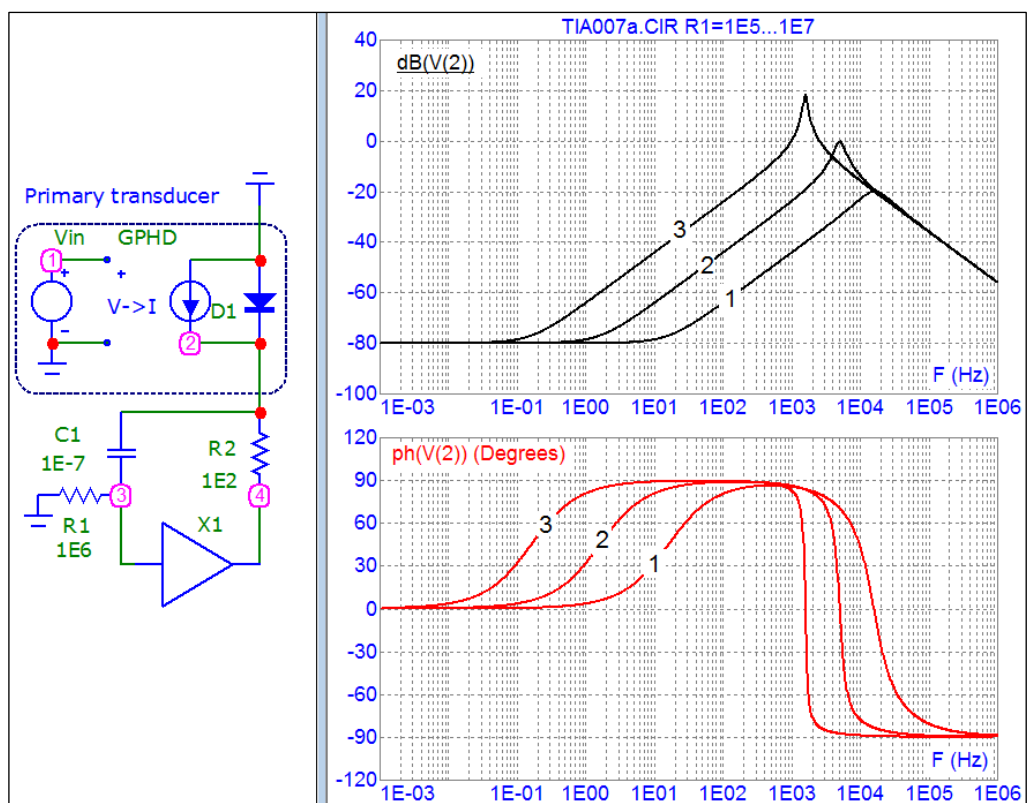 Primary transducer
Vin GPHD
1
+
+
V->I
D1
-
2
C1
1E-7
R2
1E2
3
4
R1
1E6
X1
TIA007a.CIR R1=1E5...1E7
dB(V(2))
40
20
0
-20
-40
-60
-80
-100
3
2
1
F (Hz)
1E-03 1E-01 1E00 1E01 1E02 1E03 1E04 1E05 1E06
ph(V(2)) (Degrees)
120
90
60
30
0
-30
-60
-90
-120
3
2
1
F (Hz)
1E-03 1E-01 1E00 1E01 1E02 1E03 1E04 1E05 1E06